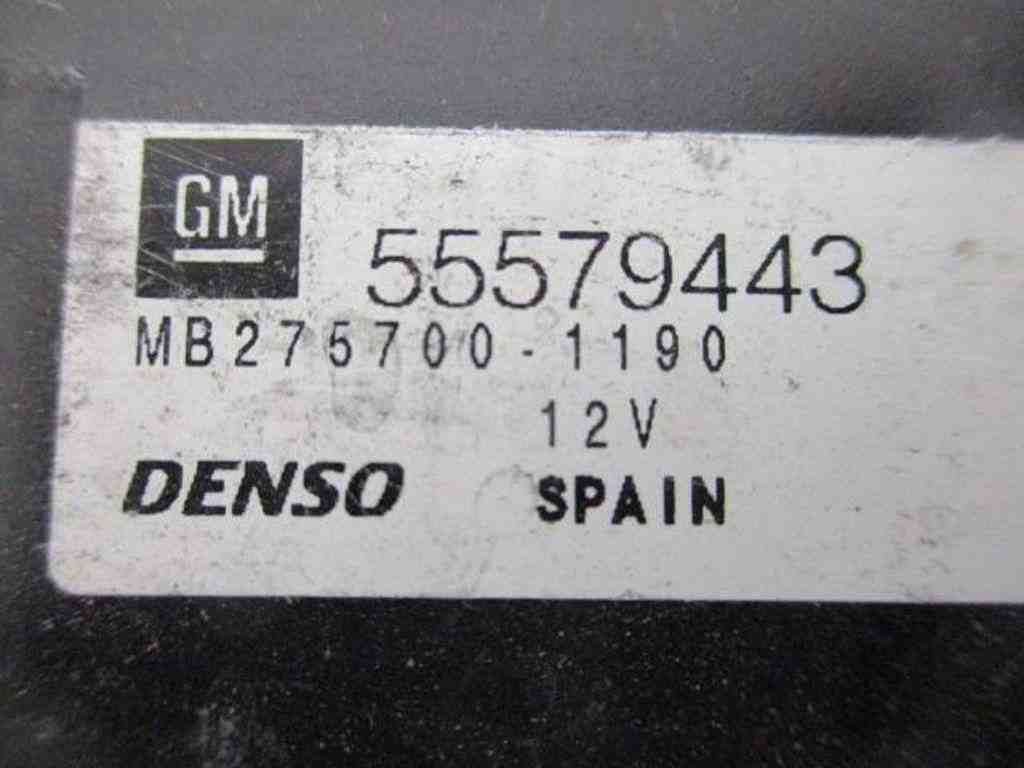 GM
55579443
MB275700-1190
12V
DENSO SPAIN